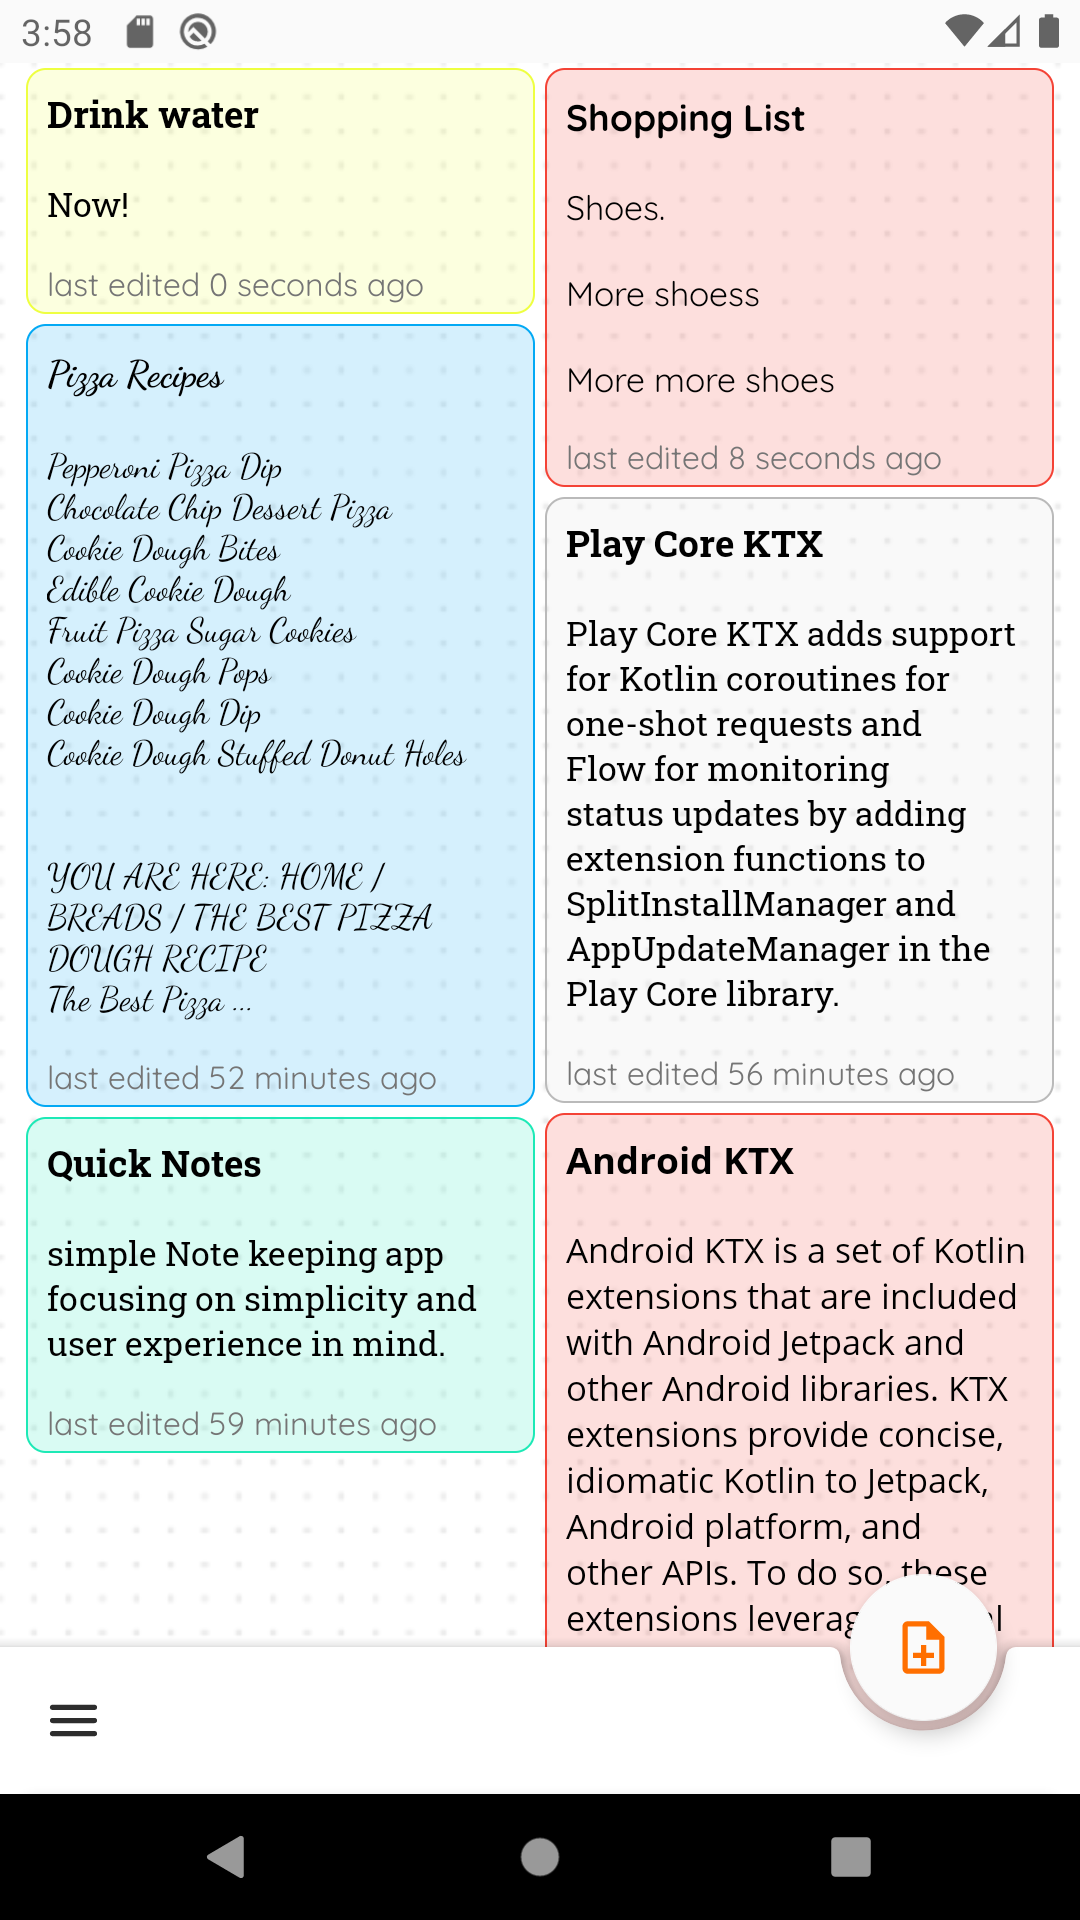 3:58
Drink water
Now!
last edited 0 seconds ago
Pizza Recipes
Pepperoni Pizza Dip
Chocolate Chip Dessert Pizza
Cookie Dough Bites
Edible Cookie Dough
Fruit Pizza Sugar Cookies
Cookie Dough Pops
Cookie Dough Dip
Cookie Dough Stuffed Donut Holes
YOU ARE HERE: HOME /
BREADS / THE BEST PIZZA
DOUGH RECIPE
The Best Pizza ...
last edited 52 minutes ago
Quick Notes
simple Note keeping app
focusing on simplicity and
user experience in mind.
last edited 59 minutes ago
Shopping List
Shoes.
More shoess
More more shoes
last edited 8 seconds ago
Play Core KTX
Play Core KTX adds support
for Kotlin coroutines for
one-shot requests and
Flow for monitoring
status updates by adding
extension functions to
SplitInstallManager and
AppUpdateManager in the
Play Core library.
last edited 56 minutes ago
Android KTX
Android KTX is a set of Kotlin
extensions that are included
with Android Jetpack and
other Android libraries. KTX
extensions provide concise,
idiomatic Kotlin to Jetpack,
Android platform, and
other APIs. To do so, these
extensions